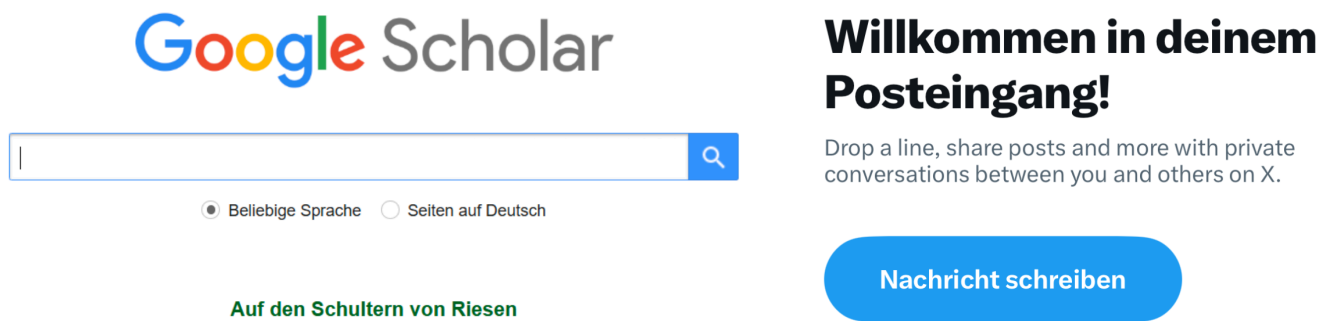 Google Scholar
Beliebige Sprache Seiten auf Deutsch
Auf den Schultern von Riesen
Willkommen in deinem
Posteingang!
Drop a line, share posts and more with private
conversations between you and others on X.
Nachricht schreiben